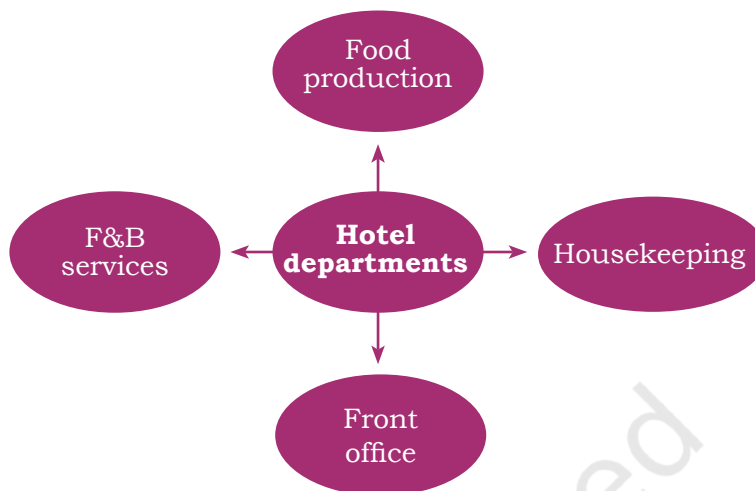 Food
production
F&B
services
Hotel
departments
Housekeeping
Front
office